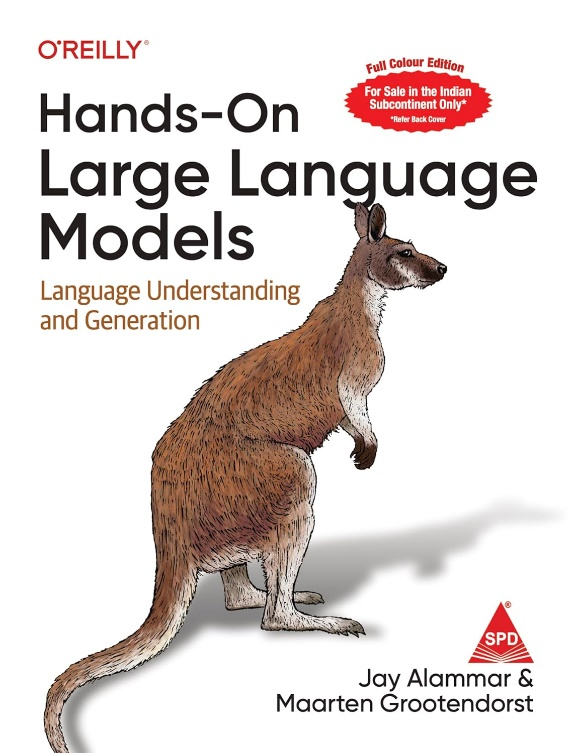 O'REILLY®
Full Colour Edition
For Sale in the Indian
Subcontinent Only*
*Refer Back Cover
Hands-On
Large Language
Models
Language Understanding
and Generation
®
SPD
Jay Alammar &
Maarten Grootendorst